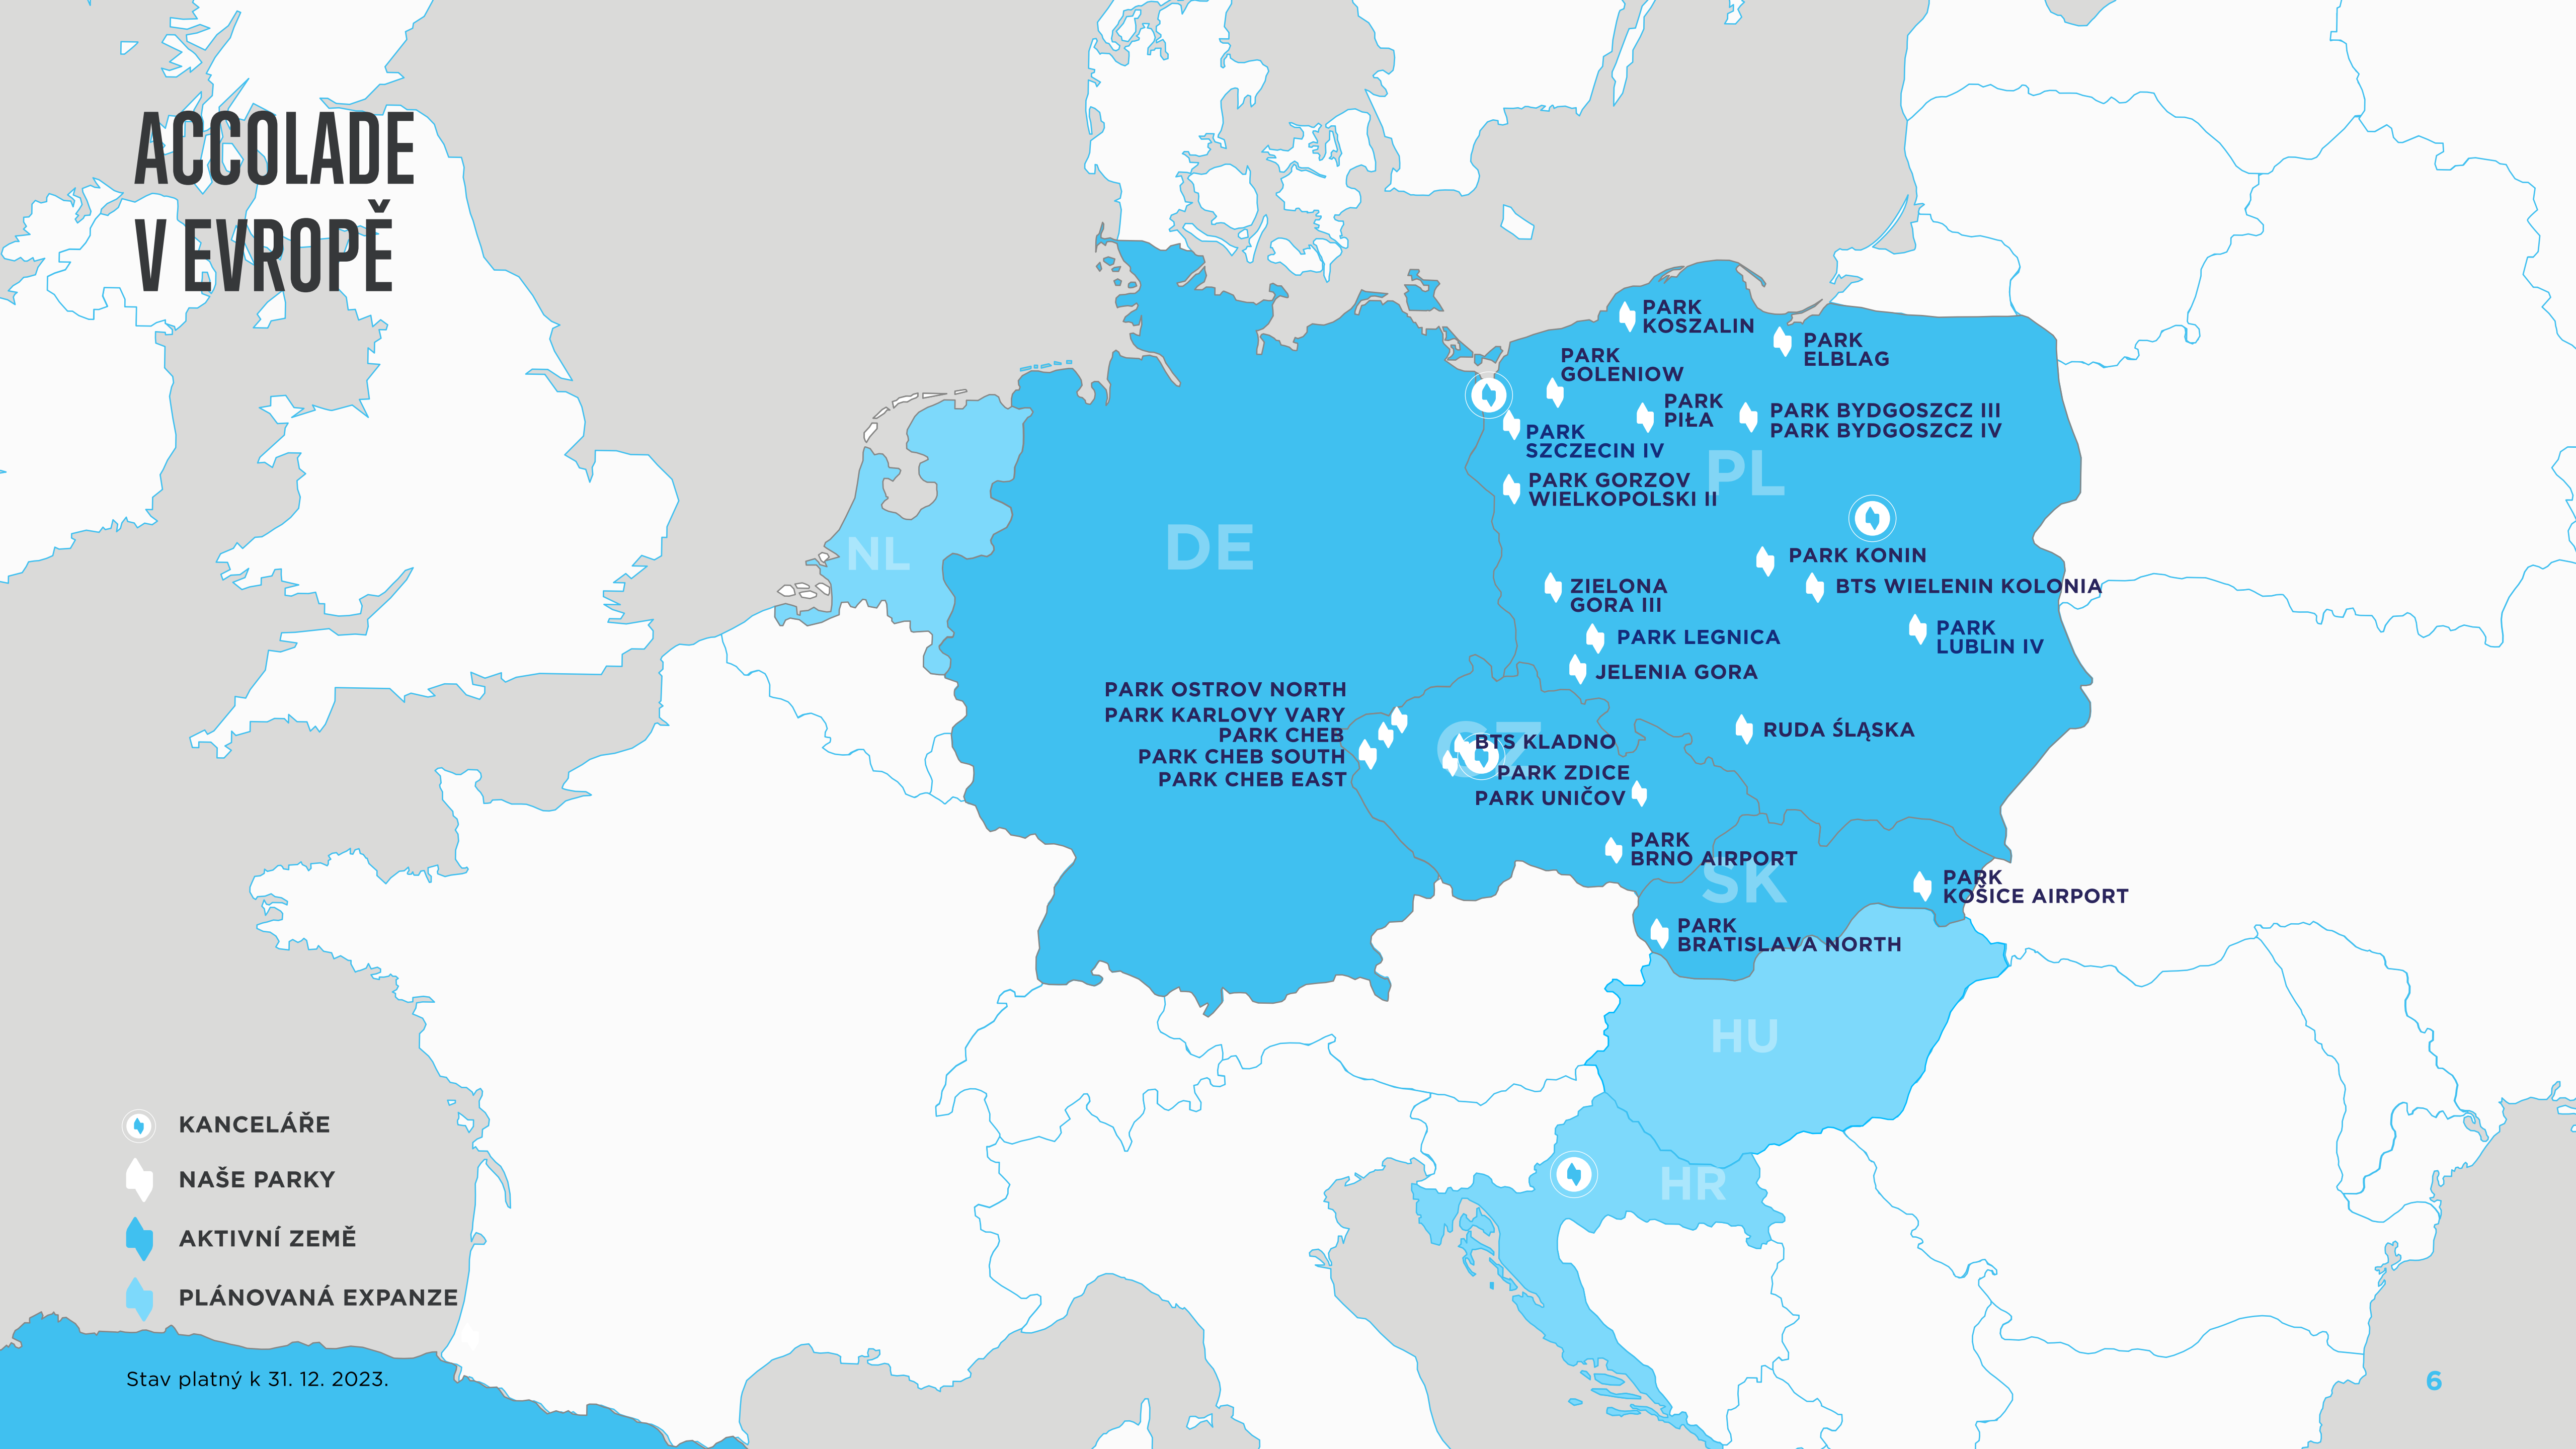 ACCOLADE
V EVROPĚ
PARK
KOSZALIN
PARK
ELBLAG
PARK
GOLENIOW
PARK
PIŁA
PARK BYDGOSZCZ III
PARK BYDGOSZCZ IV
PARK
SZCZECIN IV
PL
PARK GORZOV
WIELKOPOLSKI II
DE
NL
PARK KONIN
BTS WIELENIN KOLONIA
ZIELONA
GORA III
PARK
LUBLIN IV
PARK LEGNICA
JELENIA GORA
PARK OSTROV NORTH
PARK KARLOVY VARY
PARK CHEB
PARK CHEB SOUTH
PARK CHEB EAST
RUDA ŚLĄSKA
CZ
BTS KLADNO
PARK ZDICE
PARK UNIČOV
PARK
BRNO AIRPORT
SK
PARK
KOŠICE AIRPORT
PARK
BRATISLAVA NORTH
HU
HR
KANCELÁŘE
NAŠE PARKY
AKTIVNÍ ZEMĚ
PLÁNOVANÁ EXPANZE
Stav platný k 31. 12. 2023.
6